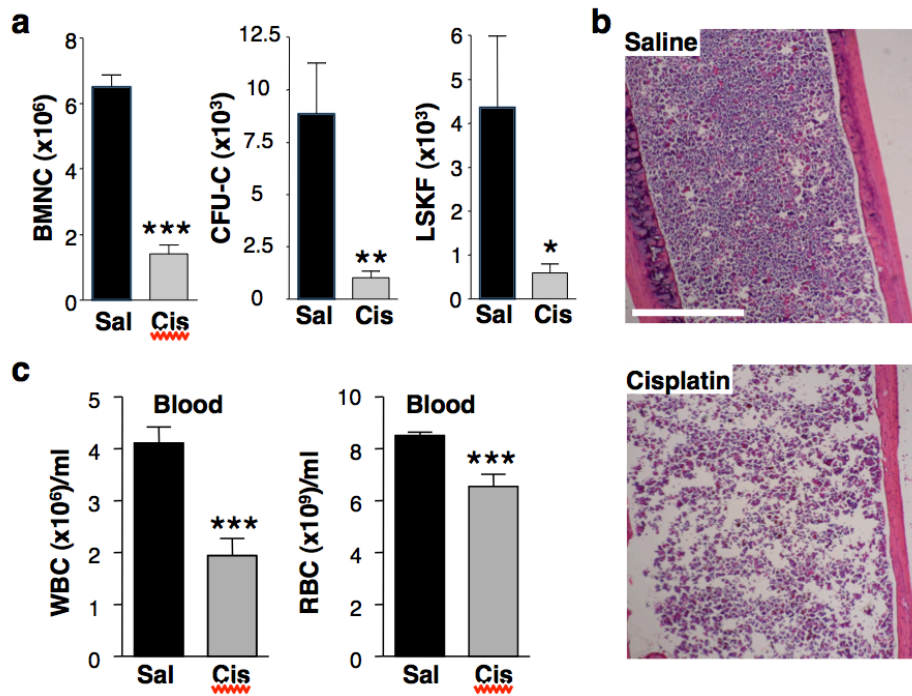 a
BMNC (x10⁶)
8
6
4
2
0
Sal Cis
***
CFU-C (x10³)
12.5
10
7.5
5
2.5
0
Sal Cis
**
LSKF (x10³)
6
5
4
3
2
1
0
Sal Cis
*
b
Saline
Cisplatin
c
WBC (x10⁶)/ml
5
4
3
2
1
0
Blood
***
Sal Cis
RBC (x10⁹)/ml
10
8
6
4
2
0
Blood
***
Sal Cis